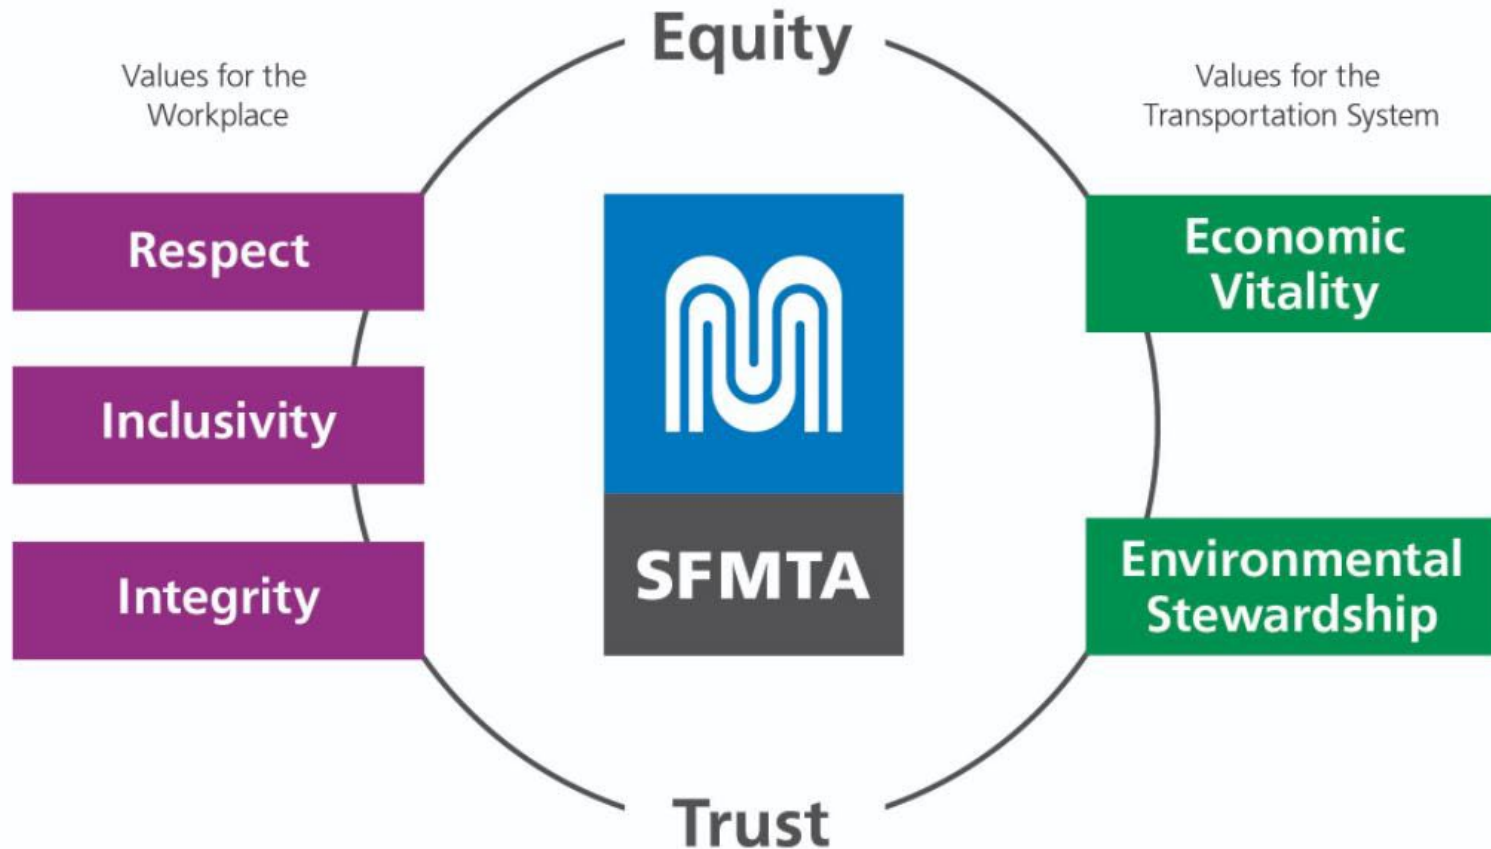 Equity
Values for the
Workplace
Respect
Inclusivity
Integrity
SFMTA
Values for the
Transportation System
Economic
Vitality
Environmental
Stewardship
Trust